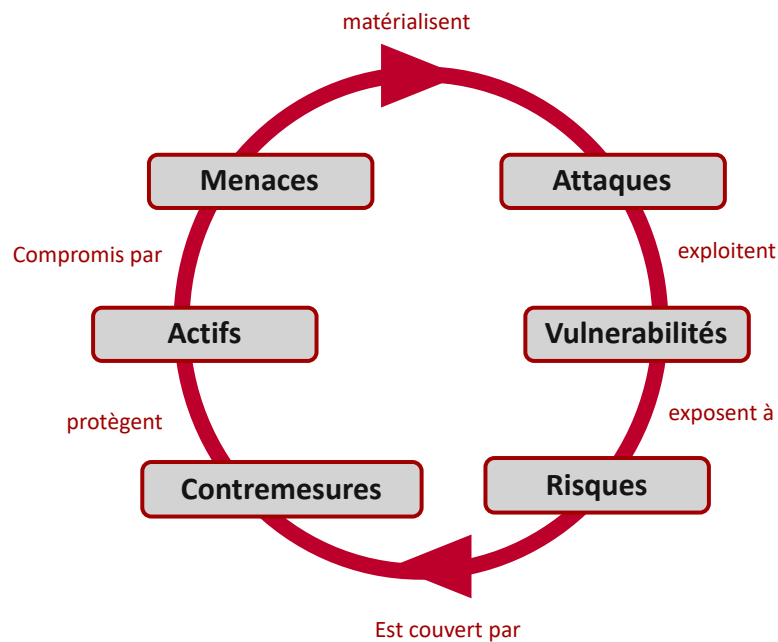 matérialisent
Menaces
Attaques
Compromis par
exploitent
Actifs
Vulnerabilités
protègent
exposent à
Contremesures
Risques
Est couvert par